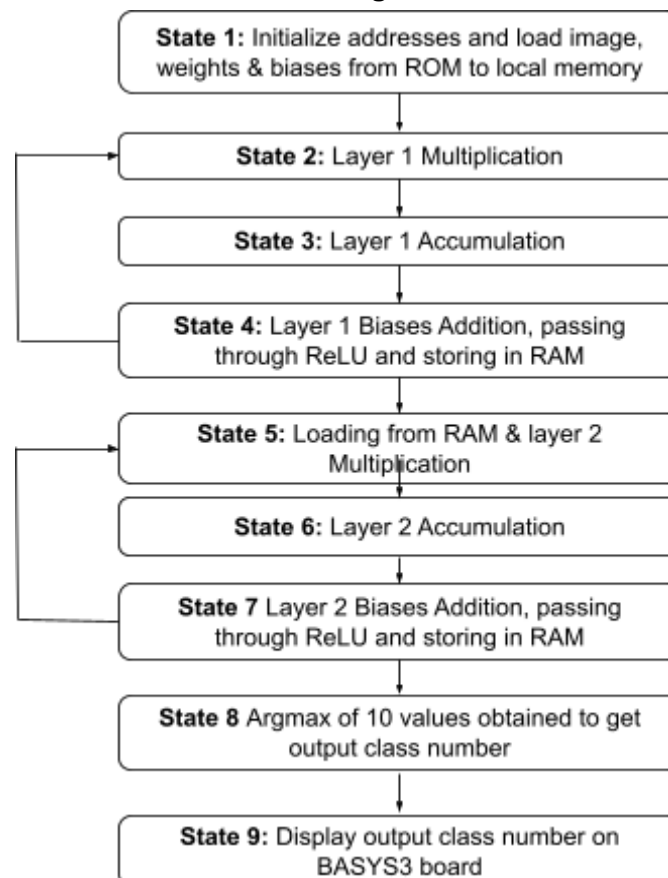 State 1: Initialize addresses and load image,
weights & biases from ROM to local memory
State 2: Layer 1 Multiplication
State 3: Layer 1 Accumulation
State 4: Layer 1 Biases Addition, passing
through ReLU and storing in RAM
State 5: Loading from RAM & layer 2
Multiplication
State 6: Layer 2 Accumulation
State 7 Layer 2 Biases Addition, passing
through ReLU and storing in RAM
State 8 Argmax of 10 values obtained to get
output class number
State 9: Display output class number on
BASYS3 board